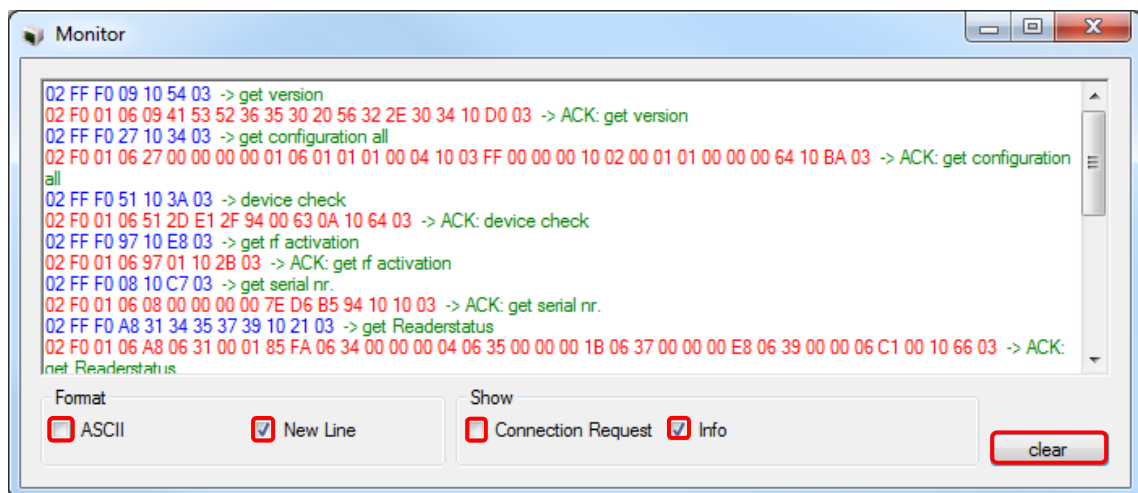 Monitor
02 FF F0 09 10 54 03 -> get version
02 F0 01 06 09 41 53 52 36 35 30 20 56 32 2E 30 34 10 D0 03 -> ACK: get version
02 FF F0 27 10 34 03 -> get configuration all
02 F0 01 06 27 00 00 00 00 01 06 01 01 01 00 04 10 03 FF 00 00 00 10 02 00 01 01 00 00 00 64 10 BA 03 -> ACK: get configuration
all
02 FF F0 51 10 3A 03 -> device check
02 F0 01 06 51 2D E1 2F 94 00 63 0A 10 64 03 -> ACK: device check
02 FF F0 97 10 E8 03 -> get rf activation
02 F0 01 06 97 01 10 2B 03 -> ACK: get rf activation
02 FF F0 08 10 C7 03 -> get serial nr.
02 F0 01 06 08 00 00 00 00 7E D6 B5 94 10 10 03 -> ACK: get serial nr.
02 FF F0 A8 31 34 35 37 39 10 21 03 -> get Readerstatus
02 F0 01 06 A8 06 31 00 01 85 FA 06 34 00 00 00 04 06 35 00 00 00 1B 06 37 00 00 00 E8 06 39 00 00 06 C1 00 10 66 03 -> ACK:
get Readerstatus
Format
Show
ASCII
New Line
Connection Request
Info
clear